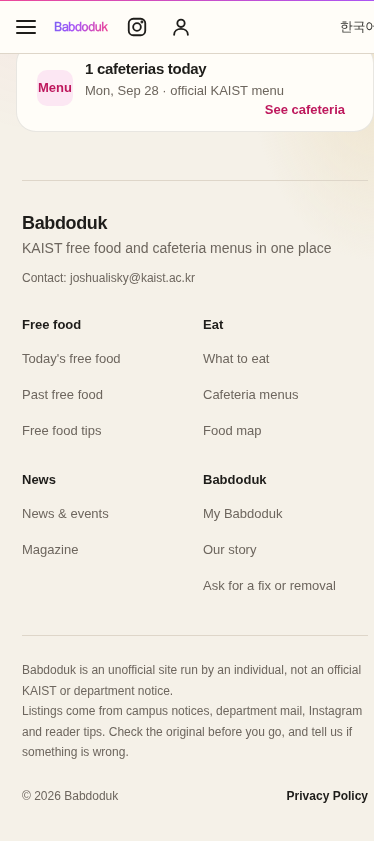 Babdoduk
한국어
1 cafeterias today
Menu
Mon, Sep 28 · official KAIST menu
See cafeteria
Babdoduk
KAIST free food and cafeteria menus in one place
Contact: joshualisky@kaist.ac.kr
Free food
Today's free food
Past free food
Free food tips
Eat
What to eat
Cafeteria menus
Food map
News
News & events
Magazine
Babdoduk
My Babdoduk
Our story
Ask for a fix or removal
Babdoduk is an unofficial site run by an individual, not an official
KAIST or department notice.
Listings come from campus notices, department mail, Instagram
and reader tips. Check the original before you go, and tell us if
something is wrong.
© 2026 Babdoduk
Privacy Policy